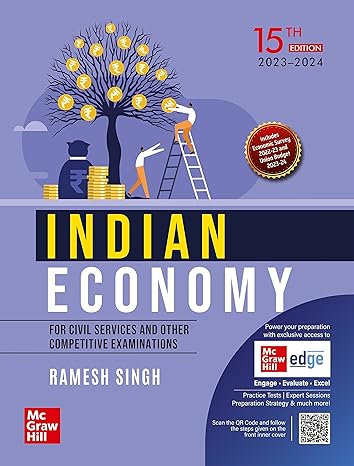 15TH
EDITION
2023-2024
Includes
Economic Survey
2022-23 and
Union Budget
2023-24
INDIAN
ECONOMY
FOR CIVIL SERVICES AND OTHER
COMPETITIVE EXAMINATIONS
RAMESH SINGH
Mc
Graw
Hill
Power your preparation
with exclusive access to
Mc
Graw
Hill
edge
Engage • Evaluate • Excel
Practice Tests | Expert Sessions
Preparation Strategy & much more!
Scan the QR Code and follow
the steps given on the
front inner cover